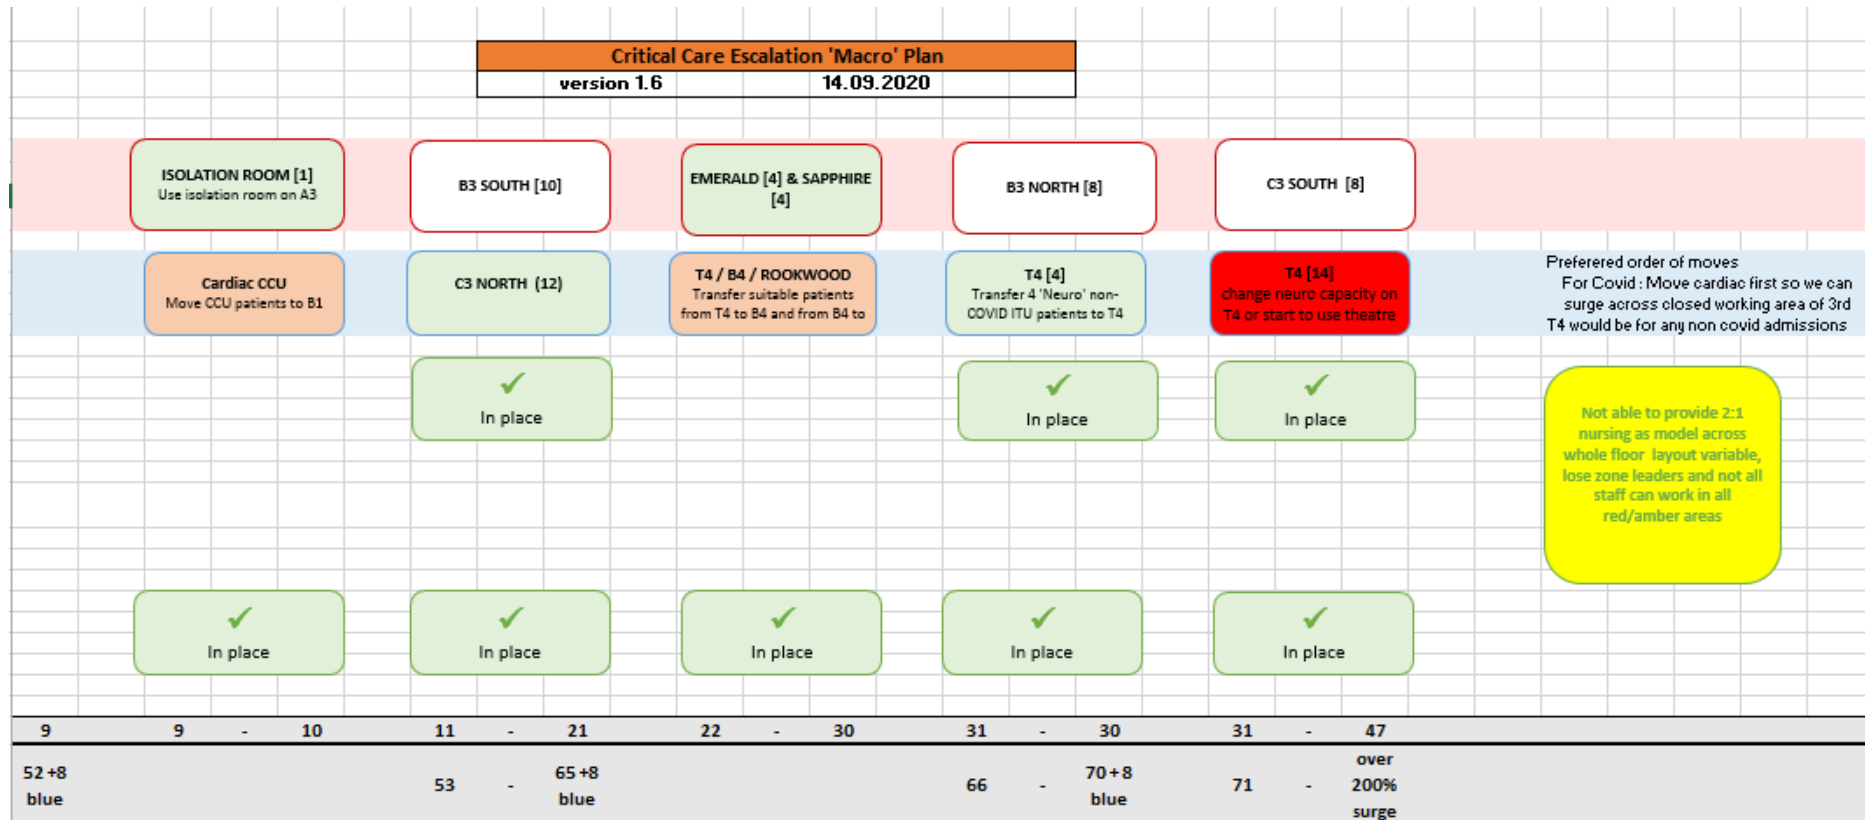 Critical Care Escalation 'Macro' Plan
version 1.6 14.09.2020
ISOLATION ROOM [1]
Use isolation room on A3
B3 SOUTH [10]
EMERALD [4] & SAPPHIRE
[4]
B3 NORTH [8]
C3 SOUTH [8]
Cardiac CCU
Move CCU patients to B1
C3 NORTH (12)
T4 / B4 / ROOKWOOD
Transfer suitable patients
from T4 to B4 and from B4 to
T4 [4]
Transfer 4 'Neuro' non-
COVID ITU patients to T4
T4 [14]
change neuro capacity on
T4 or start to use theatre
Preferered order of moves
For Covid : Move cardiac first so we can
surge across closed working area of 3rd
T4 would be for any non covid admissions
✓
In place
✓
In place
✓
In place
Not able to provide 2:1
nursing as model across
whole floor layout variable,
lose zone leaders and not all
staff can work in all
red/amber areas
✓
In place
✓
In place
✓
In place
✓
In place
✓
In place
9 9 - 10 11 - 21 22 - 30 31 - 30 31 - 47
52 +8
blue
53 - 65 +8
blue
66 - 70 + 8
blue
71 - over
200%
surge